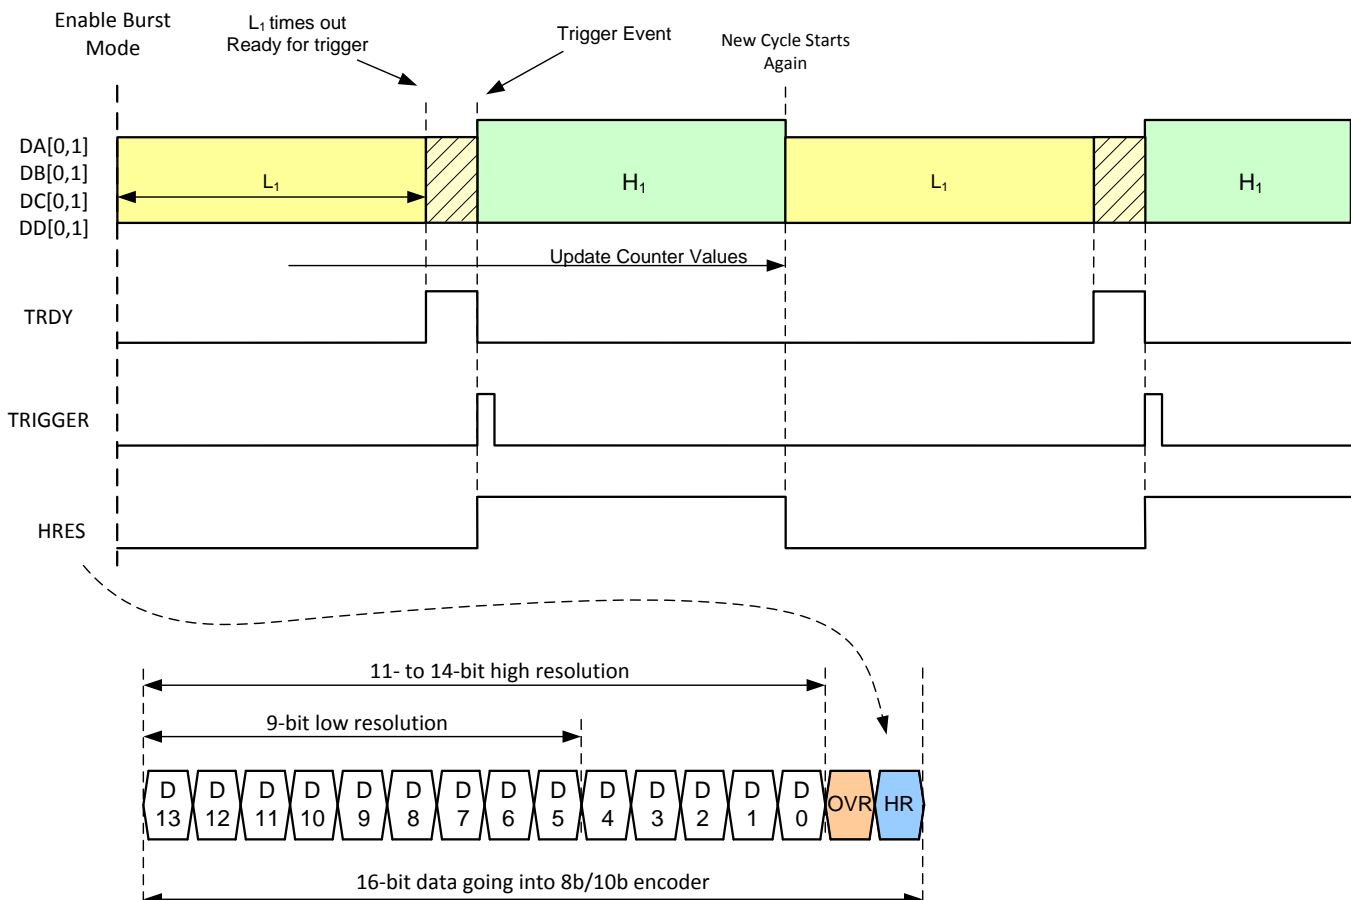 Enable Burst
Mode
L₁ times out
Ready for trigger
Trigger Event
New Cycle Starts
Again
DA[0,1]
DB[0,1]
DC[0,1]
DD[0,1]
L₁
H₁
L₁
H₁
Update Counter Values
TRDY
TRIGGER
HRES
11- to 14-bit high resolution
9-bit low resolution
D D D D D D D D D D D D D D
13 12 11 10 9 8 7 6 5 4 3 2 1 0 OVR HR
16-bit data going into 8b/10b encoder